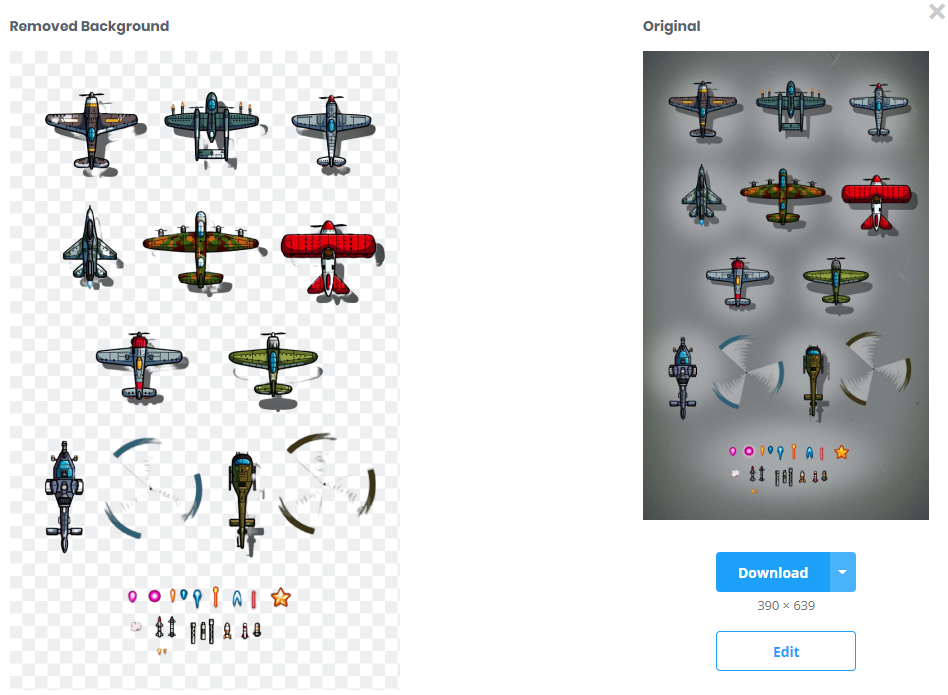 Removed Background
Original
Download
390 × 639
Edit